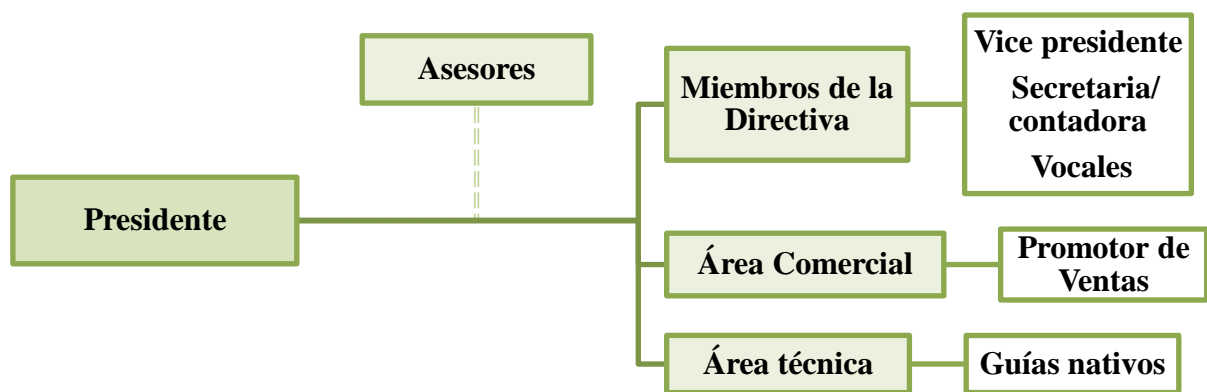 Asesores
Presidente
Miembros de la
Directiva
Vice presidente
Secretaria/
contadora
Vocales
Área Comercial
Promotor de
Ventas
Área técnica
Guías nativos